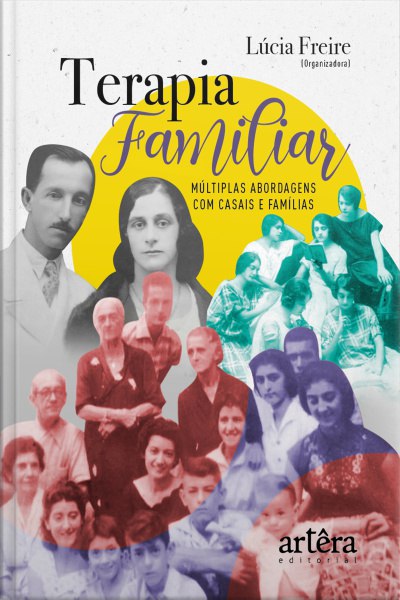 Lúcia Freire
(Organizadora)
Terapia
Familiar
MÚLTIPLAS ABORDAGENS
COM CASAIS E FAMÍLIAS
artêra
editorial